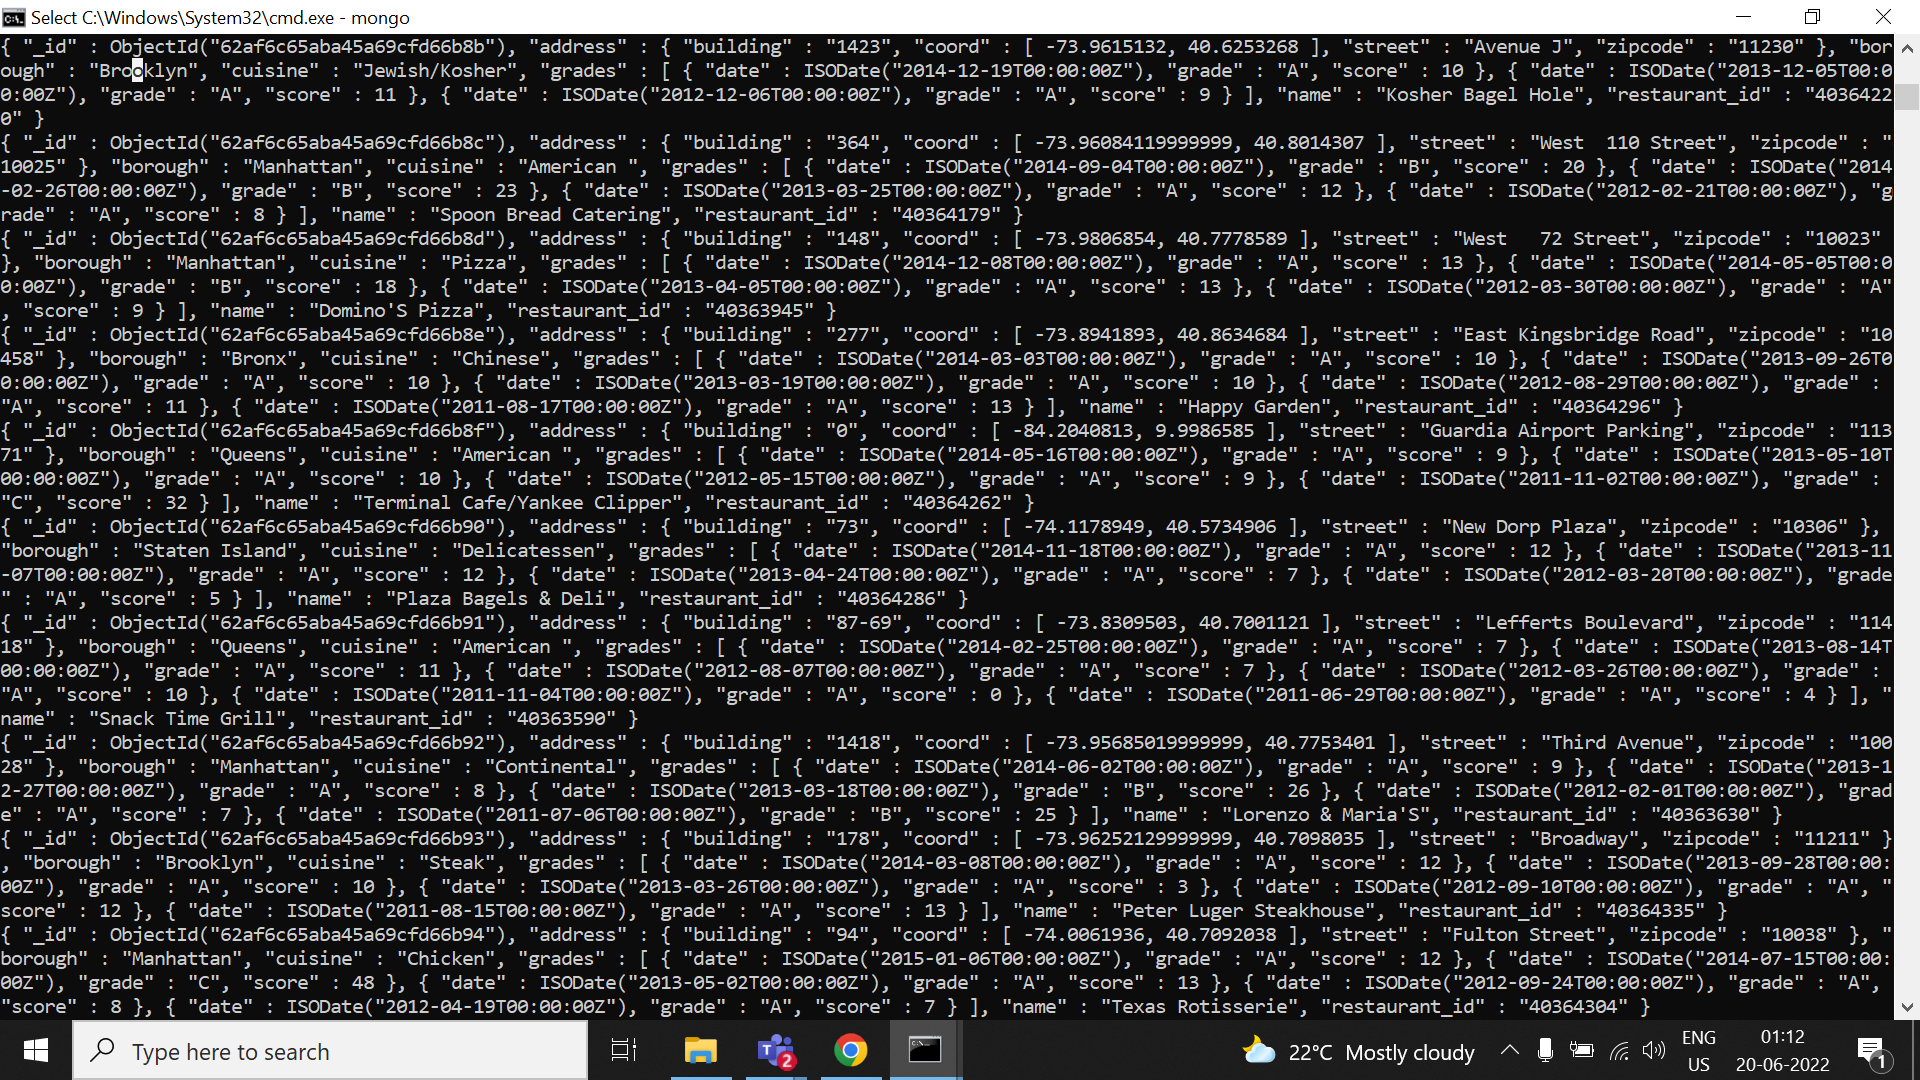 Select C:\Windows\System32\cmd.exe - mongo
{ "_id" : ObjectId("62af6c65aba45a69cfd66b8b"), "address" : { "building" : "1423", "coord" : [ -73.9615132, 40.6253268 ], "street" : "Avenue J", "zipcode" : "11230" }, "bor
ough" : "Brooklyn", "cuisine" : "Jewish/Kosher", "grades" : [ { "date" : ISODate("2014-12-19T00:00:00Z"), "grade" : "A", "score" : 10 }, { "date" : ISODate("2013-12-05T00:0
0:00Z"), "grade" : "A", "score" : 11 }, { "date" : ISODate("2012-12-06T00:00:00Z"), "grade" : "A", "score" : 9 } ], "name" : "Kosher Bagel Hole", "restaurant_id" : "4036422
0" }
{ "_id" : ObjectId("62af6c65aba45a69cfd66b8c"), "address" : { "building" : "364", "coord" : [ -73.96084119999999, 40.8014307 ], "street" : "West  110 Street", "zipcode" : "
10025" }, "borough" : "Manhattan", "cuisine" : "American ", "grades" : [ { "date" : ISODate("2014-09-04T00:00:00Z"), "grade" : "B", "score" : 20 }, { "date" : ISODate("2014
-02-26T00:00:00Z"), "grade" : "B", "score" : 23 }, { "date" : ISODate("2013-03-25T00:00:00Z"), "grade" : "A", "score" : 12 }, { "date" : ISODate("2012-02-21T00:00:00Z"), "g
rade" : "A", "score" : 8 } ], "name" : "Spoon Bread Catering", "restaurant_id" : "40364179" }
{ "_id" : ObjectId("62af6c65aba45a69cfd66b8d"), "address" : { "building" : "148", "coord" : [ -73.9806854, 40.7778589 ], "street" : "West   72 Street", "zipcode" : "10023"
}, "borough" : "Manhattan", "cuisine" : "Pizza", "grades" : [ { "date" : ISODate("2014-12-08T00:00:00Z"), "grade" : "A", "score" : 13 }, { "date" : ISODate("2014-05-05T00:0
0:00Z"), "grade" : "B", "score" : 18 }, { "date" : ISODate("2013-04-05T00:00:00Z"), "grade" : "A", "score" : 13 }, { "date" : ISODate("2012-03-30T00:00:00Z"), "grade" : "A"
, "score" : 9 } ], "name" : "Domino'S Pizza", "restaurant_id" : "40363945" }
{ "_id" : ObjectId("62af6c65aba45a69cfd66b8e"), "address" : { "building" : "277", "coord" : [ -73.8941893, 40.8634684 ], "street" : "East Kingsbridge Road", "zipcode" : "10
458" }, "borough" : "Bronx", "cuisine" : "Chinese", "grades" : [ { "date" : ISODate("2014-03-03T00:00:00Z"), "grade" : "A", "score" : 10 }, { "date" : ISODate("2013-09-26T0
0:00:00Z"), "grade" : "A", "score" : 10 }, { "date" : ISODate("2013-03-19T00:00:00Z"), "grade" : "A", "score" : 10 }, { "date" : ISODate("2012-08-29T00:00:00Z"), "grade" :
"A", "score" : 11 }, { "date" : ISODate("2011-08-17T00:00:00Z"), "grade" : "A", "score" : 13 } ], "name" : "Happy Garden", "restaurant_id" : "40364296" }
{ "_id" : ObjectId("62af6c65aba45a69cfd66b8f"), "address" : { "building" : "0", "coord" : [ -84.2040813, 9.9986585 ], "street" : "Guardia Airport Parking", "zipcode" : "113
71" }, "borough" : "Queens", "cuisine" : "American ", "grades" : [ { "date" : ISODate("2014-05-16T00:00:00Z"), "grade" : "A", "score" : 9 }, { "date" : ISODate("2013-05-10T
00:00:00Z"), "grade" : "A", "score" : 10 }, { "date" : ISODate("2012-05-15T00:00:00Z"), "grade" : "A", "score" : 9 }, { "date" : ISODate("2011-11-02T00:00:00Z"), "grade" :
"C", "score" : 32 } ], "name" : "Terminal Cafe/Yankee Clipper", "restaurant_id" : "40364262" }
{ "_id" : ObjectId("62af6c65aba45a69cfd66b90"), "address" : { "building" : "73", "coord" : [ -74.1178949, 40.5734906 ], "street" : "New Dorp Plaza", "zipcode" : "10306" },
"borough" : "Staten Island", "cuisine" : "Delicatessen", "grades" : [ { "date" : ISODate("2014-11-18T00:00:00Z"), "grade" : "A", "score" : 12 }, { "date" : ISODate("2013-11
-07T00:00:00Z"), "grade" : "A", "score" : 12 }, { "date" : ISODate("2013-04-24T00:00:00Z"), "grade" : "A", "score" : 7 }, { "date" : ISODate("2012-03-20T00:00:00Z"), "grade
" : "A", "score" : 5 } ], "name" : "Plaza Bagels & Deli", "restaurant_id" : "40364286" }
{ "_id" : ObjectId("62af6c65aba45a69cfd66b91"), "address" : { "building" : "87-69", "coord" : [ -73.8309503, 40.7001121 ], "street" : "Lefferts Boulevard", "zipcode" : "114
18" }, "borough" : "Queens", "cuisine" : "American ", "grades" : [ { "date" : ISODate("2014-02-25T00:00:00Z"), "grade" : "A", "score" : 7 }, { "date" : ISODate("2013-08-14T
00:00:00Z"), "grade" : "A", "score" : 11 }, { "date" : ISODate("2012-08-07T00:00:00Z"), "grade" : "A", "score" : 7 }, { "date" : ISODate("2012-03-26T00:00:00Z"), "grade" :
"A", "score" : 10 }, { "date" : ISODate("2011-11-04T00:00:00Z"), "grade" : "A", "score" : 0 }, { "date" : ISODate("2011-06-29T00:00:00Z"), "grade" : "A", "score" : 4 } ], "
name" : "Snack Time Grill", "restaurant_id" : "40363590" }
{ "_id" : ObjectId("62af6c65aba45a69cfd66b92"), "address" : { "building" : "1418", "coord" : [ -73.95685019999999, 40.7753401 ], "street" : "Third Avenue", "zipcode" : "100
28" }, "borough" : "Manhattan", "cuisine" : "Continental", "grades" : [ { "date" : ISODate("2014-06-02T00:00:00Z"), "grade" : "A", "score" : 9 }, { "date" : ISODate("2013-1
2-27T00:00:00Z"), "grade" : "A", "score" : 8 }, { "date" : ISODate("2013-03-18T00:00:00Z"), "grade" : "B", "score" : 26 }, { "date" : ISODate("2012-02-01T00:00:00Z"), "grad
e" : "A", "score" : 7 }, { "date" : ISODate("2011-07-06T00:00:00Z"), "grade" : "B", "score" : 25 } ], "name" : "Lorenzo & Maria'S", "restaurant_id" : "40363630" }
{ "_id" : ObjectId("62af6c65aba45a69cfd66b93"), "address" : { "building" : "178", "coord" : [ -73.96252129999999, 40.7098035 ], "street" : "Broadway", "zipcode" : "11211" }
, "borough" : "Brooklyn", "cuisine" : "Steak", "grades" : [ { "date" : ISODate("2014-03-08T00:00:00Z"), "grade" : "A", "score" : 12 }, { "date" : ISODate("2013-09-28T00:00:
00Z"), "grade" : "A", "score" : 10 }, { "date" : ISODate("2013-03-26T00:00:00Z"), "grade" : "A", "score" : 3 }, { "date" : ISODate("2012-09-10T00:00:00Z"), "grade" : "A", "
score" : 12 }, { "date" : ISODate("2011-08-15T00:00:00Z"), "grade" : "A", "score" : 13 } ], "name" : "Peter Luger Steakhouse", "restaurant_id" : "40364335" }
{ "_id" : ObjectId("62af6c65aba45a69cfd66b94"), "address" : { "building" : "94", "coord" : [ -74.0061936, 40.7092038 ], "street" : "Fulton Street", "zipcode" : "10038" }, "
borough" : "Manhattan", "cuisine" : "Chicken", "grades" : [ { "date" : ISODate("2015-01-06T00:00:00Z"), "grade" : "A", "score" : 12 }, { "date" : ISODate("2014-07-15T00:00:
00Z"), "grade" : "C", "score" : 48 }, { "date" : ISODate("2013-05-02T00:00:00Z"), "grade" : "A", "score" : 13 }, { "date" : ISODate("2012-09-24T00:00:00Z"), "grade" : "A",
"score" : 8 }, { "date" : ISODate("2012-04-19T00:00:00Z"), "grade" : "A", "score" : 7 } ], "name" : "Texas Rotisserie", "restaurant_id" : "40364304" }
Type here to search
T 2
22°C Mostly cloudy
ENG
US
01:12
20-06-2022
1